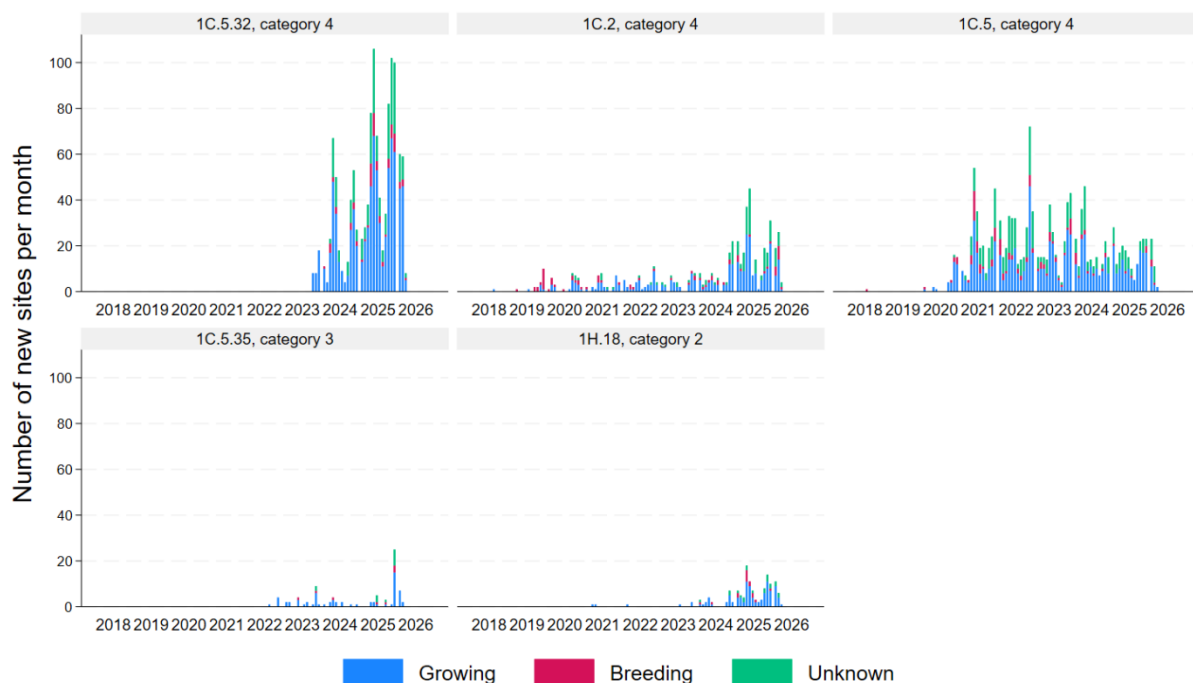 1C.5.32, category 4
1C.2, category 4
1C.5, category 4
Number of new sites per month
100
80
60
40
20
0
2018 2019 2020 2021 2022 2023 2024 2025 2026
2018 2019 2020 2021 2022 2023 2024 2025 2026
2018 2019 2020 2021 2022 2023 2024 2025 2026
1C.5.35, category 3
1H.18, category 2
100
80
60
40
20
0
2018 2019 2020 2021 2022 2023 2024 2025 2026
2018 2019 2020 2021 2022 2023 2024 2025 2026
Growing
Breeding
Unknown